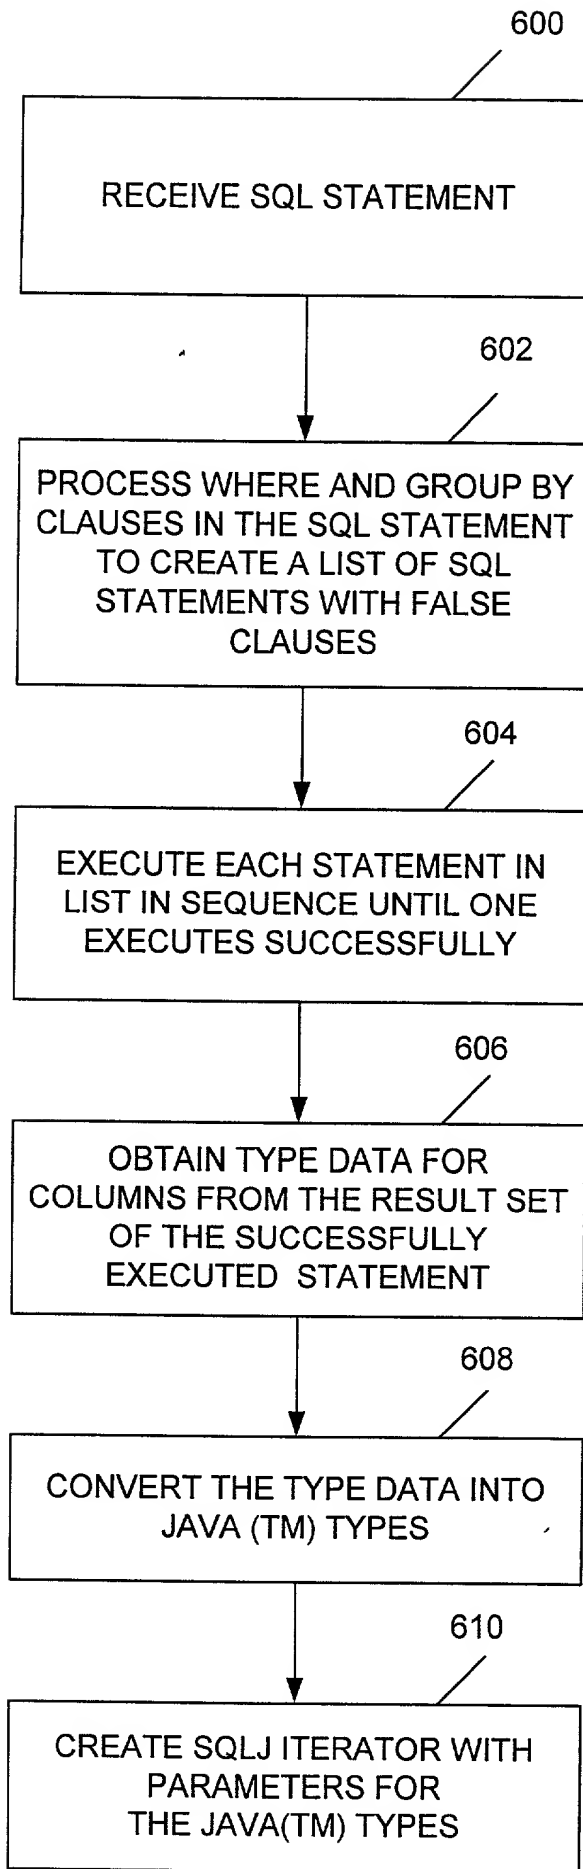 600
RECEIVE SQL STATEMENT
602
PROCESS WHERE AND GROUP BY
CLAUSES IN THE SQL STATEMENT
TO CREATE A LIST OF SQL
STATEMENTS WITH FALSE
CLAUSES
604
EXECUTE EACH STATEMENT IN
LIST IN SEQUENCE UNTIL ONE
EXECUTES SUCCESSFULLY
606
OBTAIN TYPE DATA FOR
COLUMNS FROM THE RESULT SET
OF THE SUCCESSFULLY
EXECUTED STATEMENT
608
CONVERT THE TYPE DATA INTO
JAVA (TM) TYPES
610
CREATE SQLJ ITERATOR WITH
PARAMETERS FOR
THE JAVA(TM) TYPES